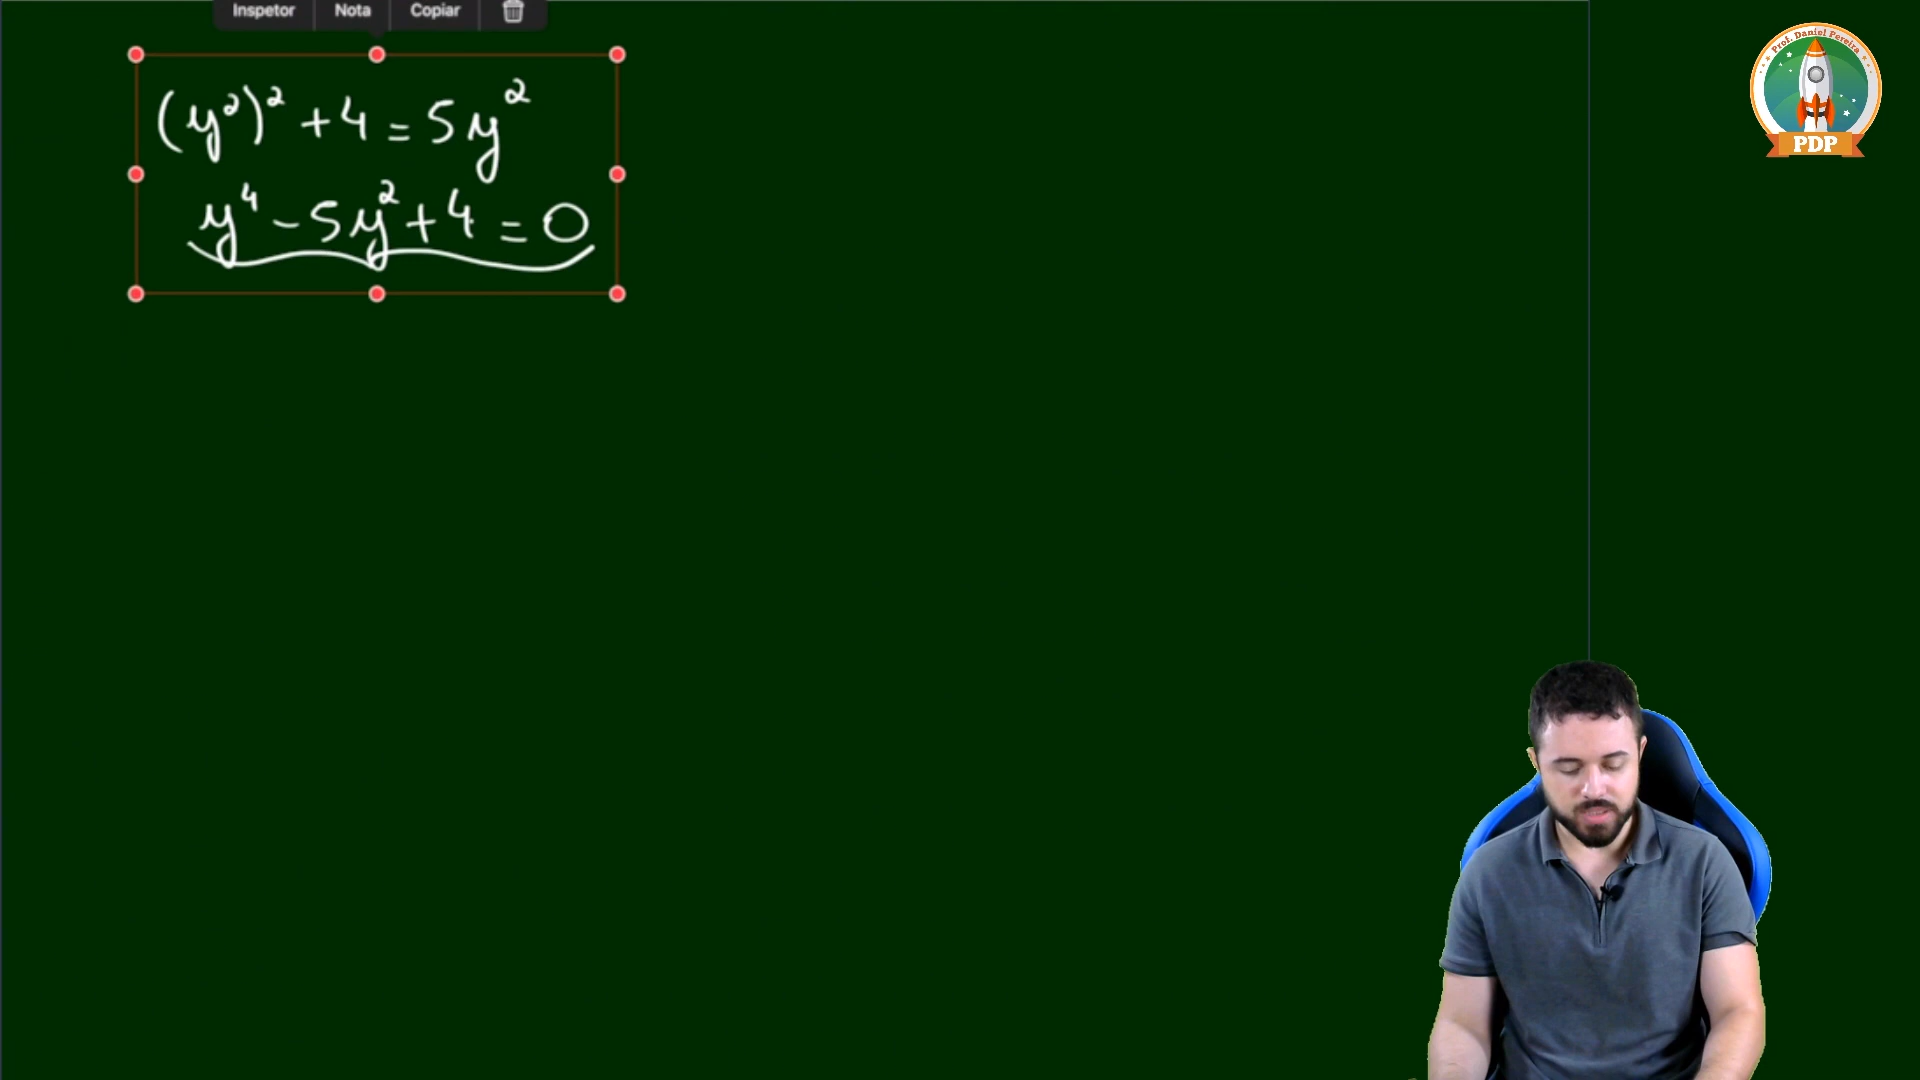 Inspetor Nota Copiar
(y²)² + 4 = 5y²
y⁴ - 5y² + 4 = 0
Prof. Daniel Pereira
PDP